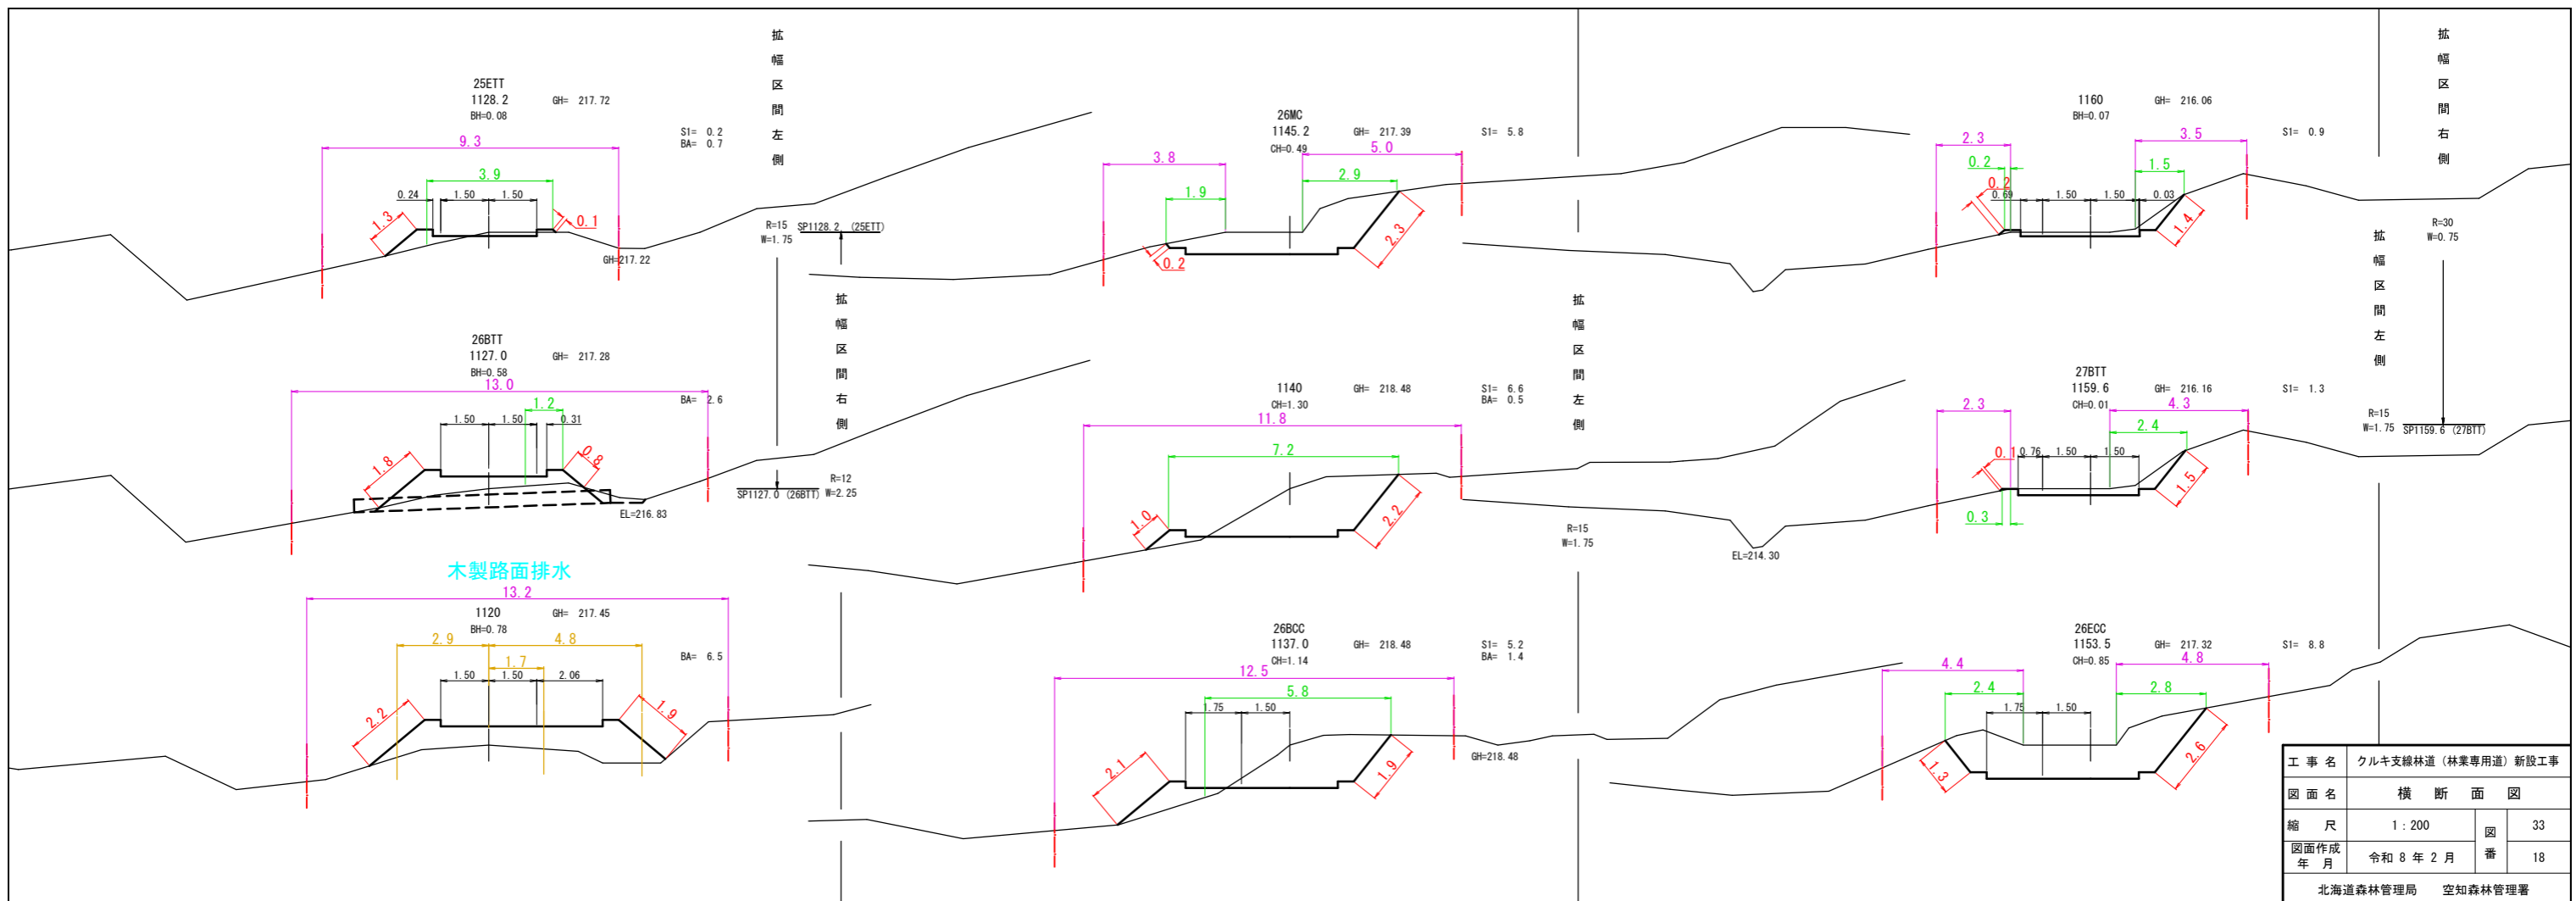 25ETT
1128.2 GH= 217.72
BH=0.08
S1= 0.2
BA= 0.7
9.3
3.9
0.24 1.50 1.50
1.3
0.1
GH=217.22
拡幅区間左側
R=15
W=1.75
SP1128.2 (25ETT)
26BTT
1127.0 GH= 217.28
BH=0.58
13.0
BA= 2.6
1.2
1.50 1.50 0.31
1.8
0.8
EL=216.83
拡幅区間右側
SP1127.0 (26BTT)
R=12
W=2.25
木製路面排水
13.2
1120 GH= 217.45
BH=0.78
2.9 4.8
1.7
BA= 6.5
1.50 1.50 2.06
2.2
1.9
26MC
1145.2 GH= 217.39 S1= 5.8
CH=0.49
3.8 5.0
1.9 2.9
0.2
2.3
1140 GH= 218.48
CH=1.30
S1= 6.6
BA= 0.5
11.8
7.2
1.0
2.2
拡幅区間左側
R=15
W=1.75
26BCC
1137.0 GH= 218.48
CH=1.14
S1= 5.2
BA= 1.4
12.5
5.8
1.75 1.50
2.1
1.9
GH=218.48
1160 GH= 216.06
BH=0.07
S1= 0.9
2.3 3.5
0.2 1.5
0.2
0.69 1.50 1.50 0.03
1.4
拡幅区間右側
R=30
W=0.75
拡幅区間左側
27BTT
1159.6 GH= 216.16 S1= 1.3
CH=0.01
2.3 4.3
2.4
0.1 0.76 1.50 1.50
1.5
0.3
EL=214.30
R=15
W=1.75
SP1159.6 (27BTT)
26ECC
1153.5 GH= 217.32 S1= 8.8
CH=0.85
4.4 4.8
2.4 2.8
1.75 1.50
1.3
2.6
工事名 クルキ支線林道（林業専用道）新設工事
図面名 横断面図
縮尺 1：200 図番 33
図面作成年月 令和 8 年 2 月 18
北海道森林管理局 空知森林管理署